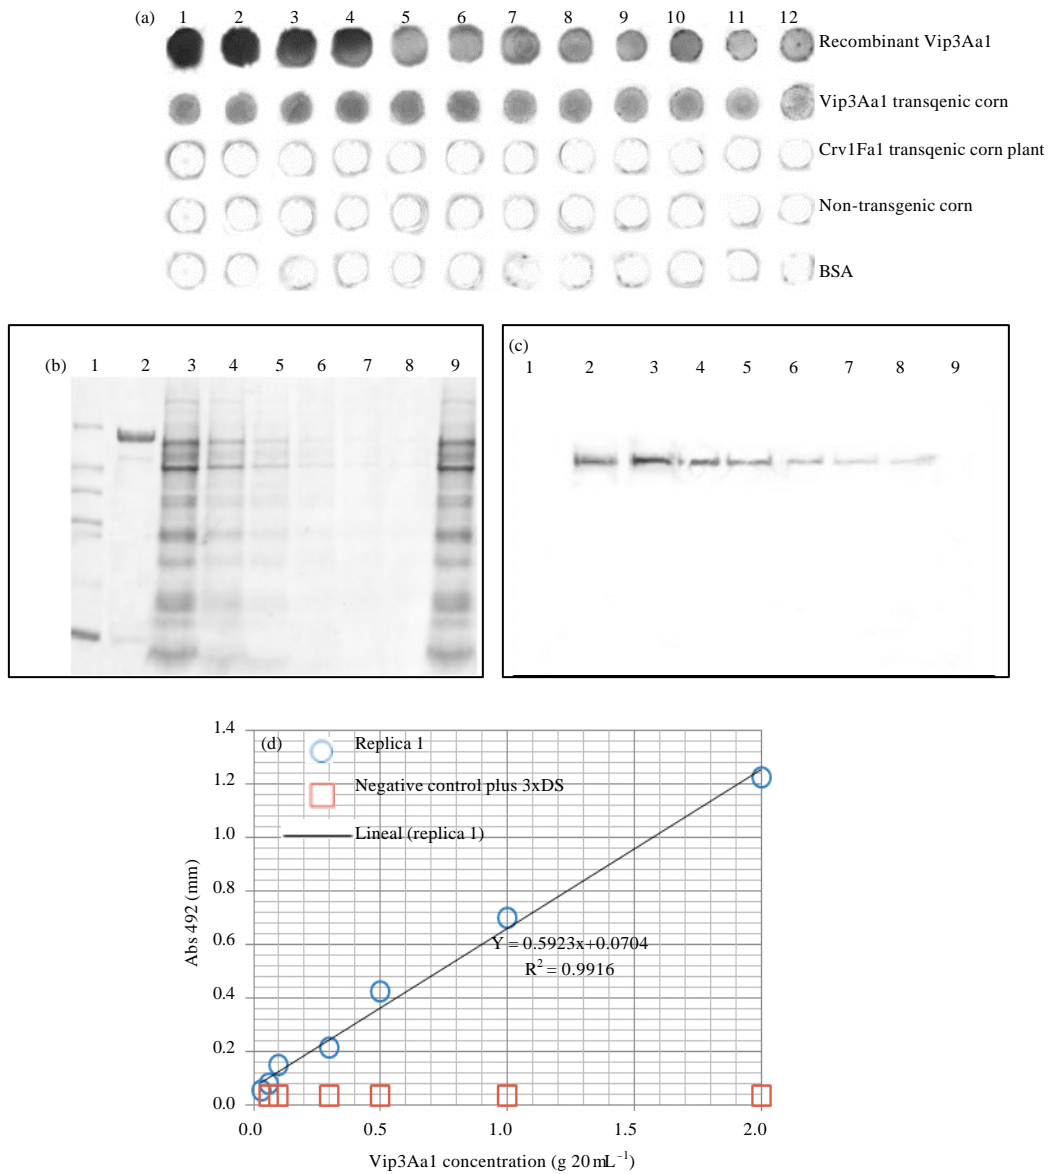 (a) 1 2 3 4 5 6 7 8 9 10 11 12
Recombinant Vip3Aa1
Vip3Aa1 transqenic corn
Crv1Fa1 transqenic corn plant
Non-transgenic corn
BSA
(b) 1 2 3 4 5 6 7 8 9
(c)
1 2 3 4 5 6 7 8 9
(d)
Replica 1
Negative control plus 3xDS
Lineal (replica 1)
Y = 0.5923x+0.0704
R² = 0.9916
1.4
1.2
1.0
0.8
0.6
0.4
0.2
0.0
Abs 492 (mm)
0.0 0.5 1.0 1.5 2.0
Vip3Aa1 concentration (g 20 mL⁻¹)